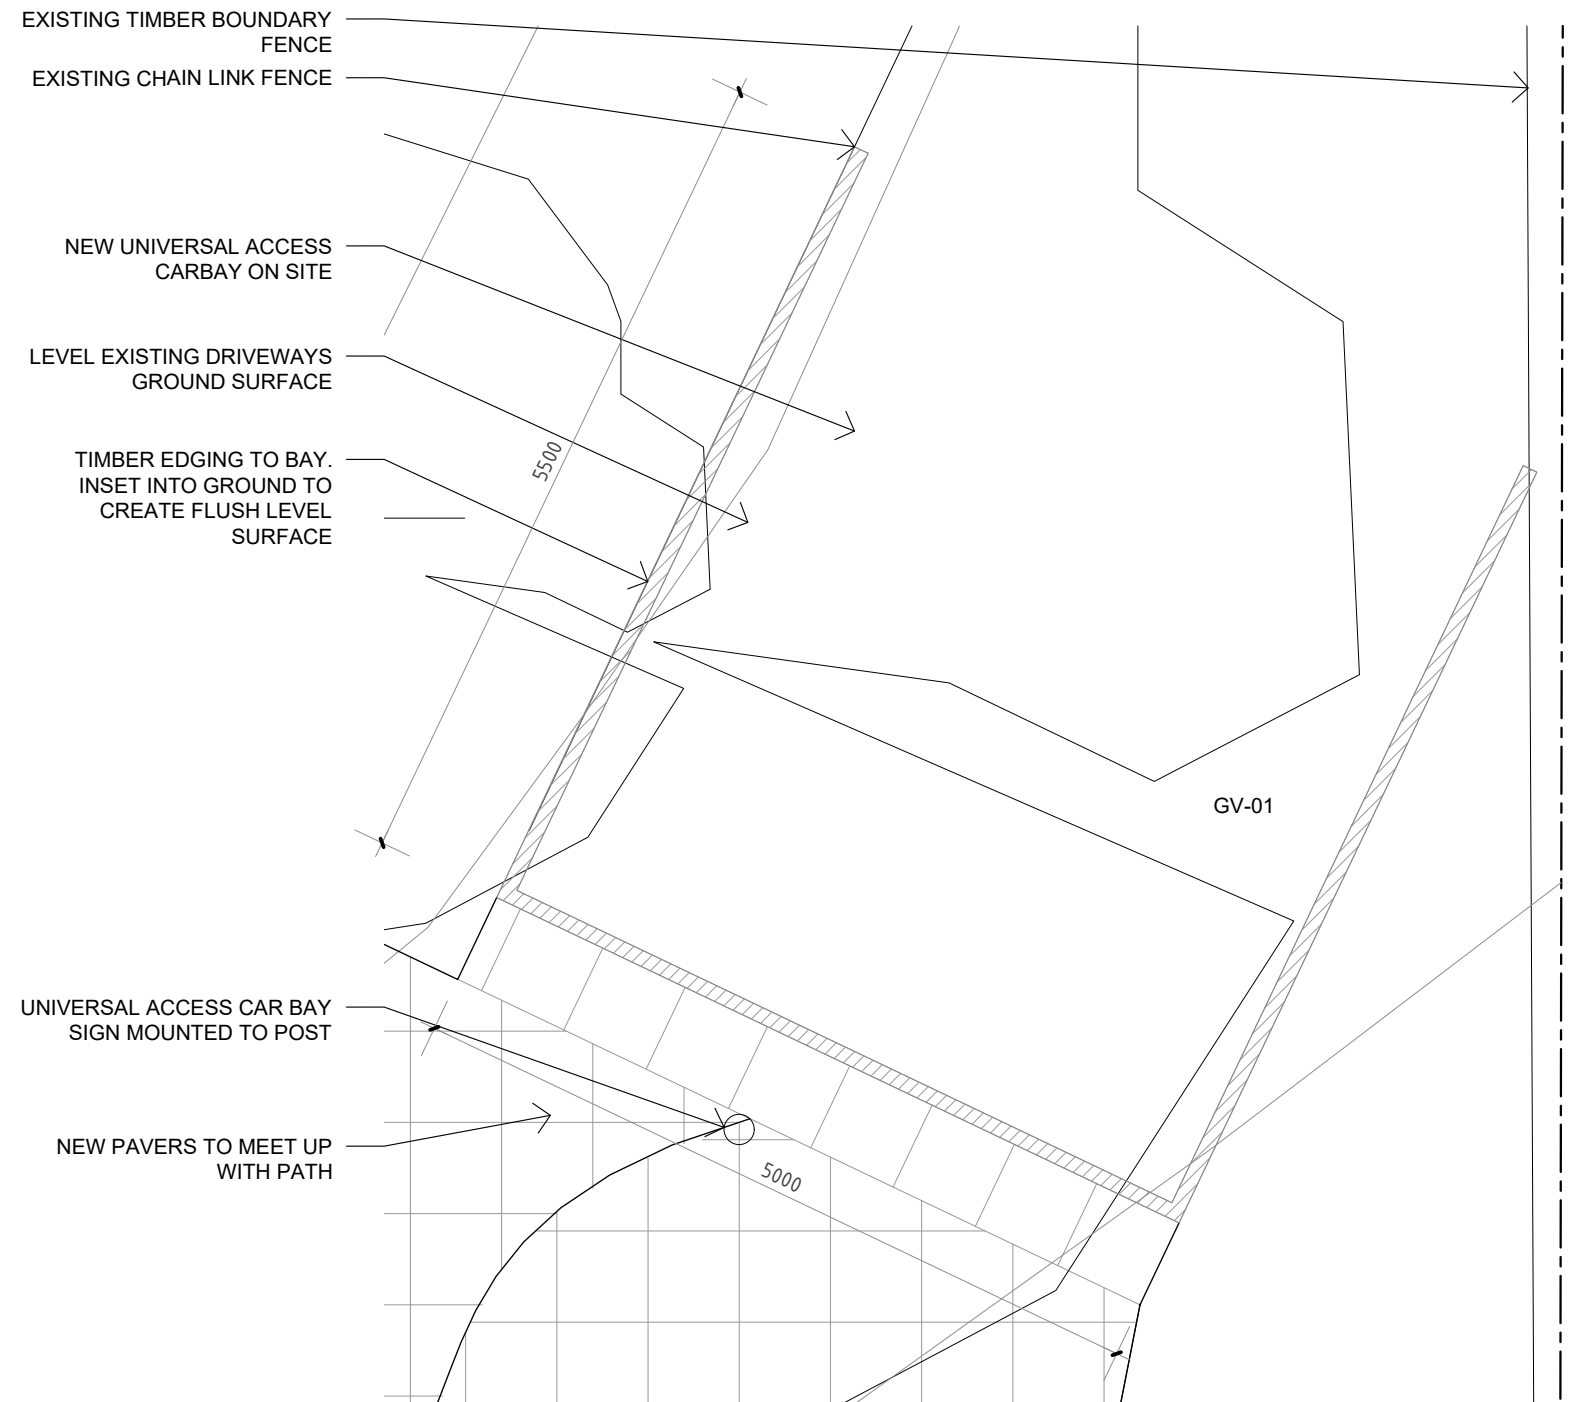 EXISTING TIMBER BOUNDARY
FENCE
EXISTING CHAIN LINK FENCE
NEW UNIVERSAL ACCESS
CARBAY ON SITE
LEVEL EXISTING DRIVEWAYS
GROUND SURFACE
5500
TIMBER EDGING TO BAY.
INSET INTO GROUND TO
CREATE FLUSH LEVEL
SURFACE
GV-01
UNIVERSAL ACCESS CAR BAY
SIGN MOUNTED TO POST
NEW PAVERS TO MEET UP
WITH PATH
5000